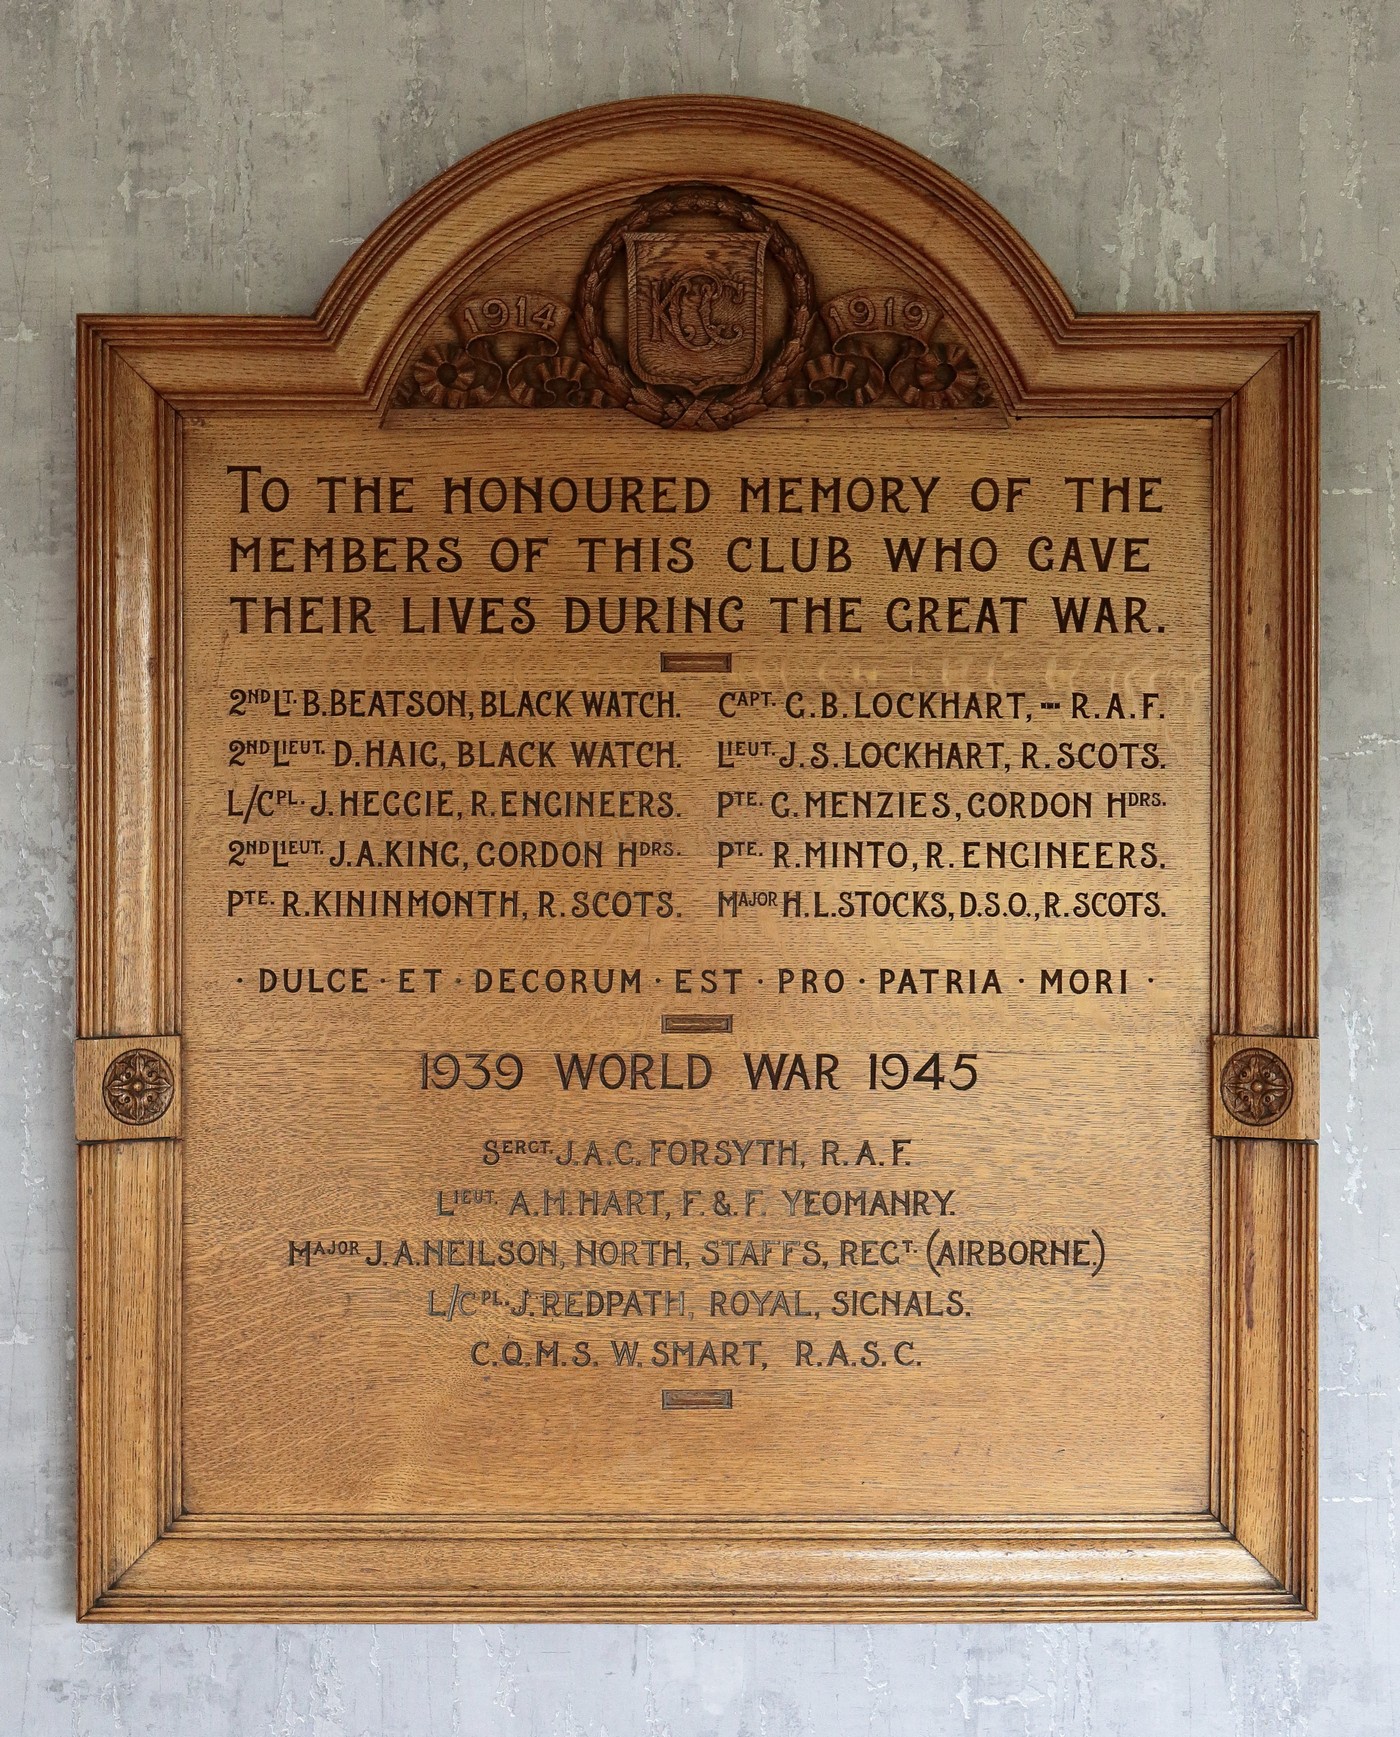 1914 KGC 1919
TO THE HONOURED MEMORY OF THE
MEMBERS OF THIS CLUB WHO GAVE
THEIR LIVES DURING THE GREAT WAR.
2ND LT. B. BEATSON, BLACK WATCH.
2ND LIEUT. D. HAIG, BLACK WATCH.
L/CPL. J. HEGGIE, R. ENGINEERS.
2ND LIEUT. J. A. KING, GORDON HDRS.
PTE. R. KININMONTH, R. SCOTS.
CAPT. G. B. LOCKHART, R.A.F.
LIEUT. J. S. LOCKHART, R. SCOTS.
PTE. G. MENZIES, GORDON HDRS.
PTE. R. MINTO, R. ENGINEERS.
MAJOR H. L. STOCKS, D.S.O., R. SCOTS.
· DULCE · ET · DECORUM · EST · PRO · PATRIA · MORI ·
1939 WORLD WAR 1945
SERGT. J. A. G. FORSYTH, R. A. F.
LIEUT. A. M. HART, F. & F. YEOMANRY.
MAJOR J. A. NEILSON, NORTH, STAFFS, REGT. (AIRBORNE.)
L/CPL. J. REDPATH, ROYAL, SIGNALS.
C.Q.M.S. W. SMART, R.A.S.C.